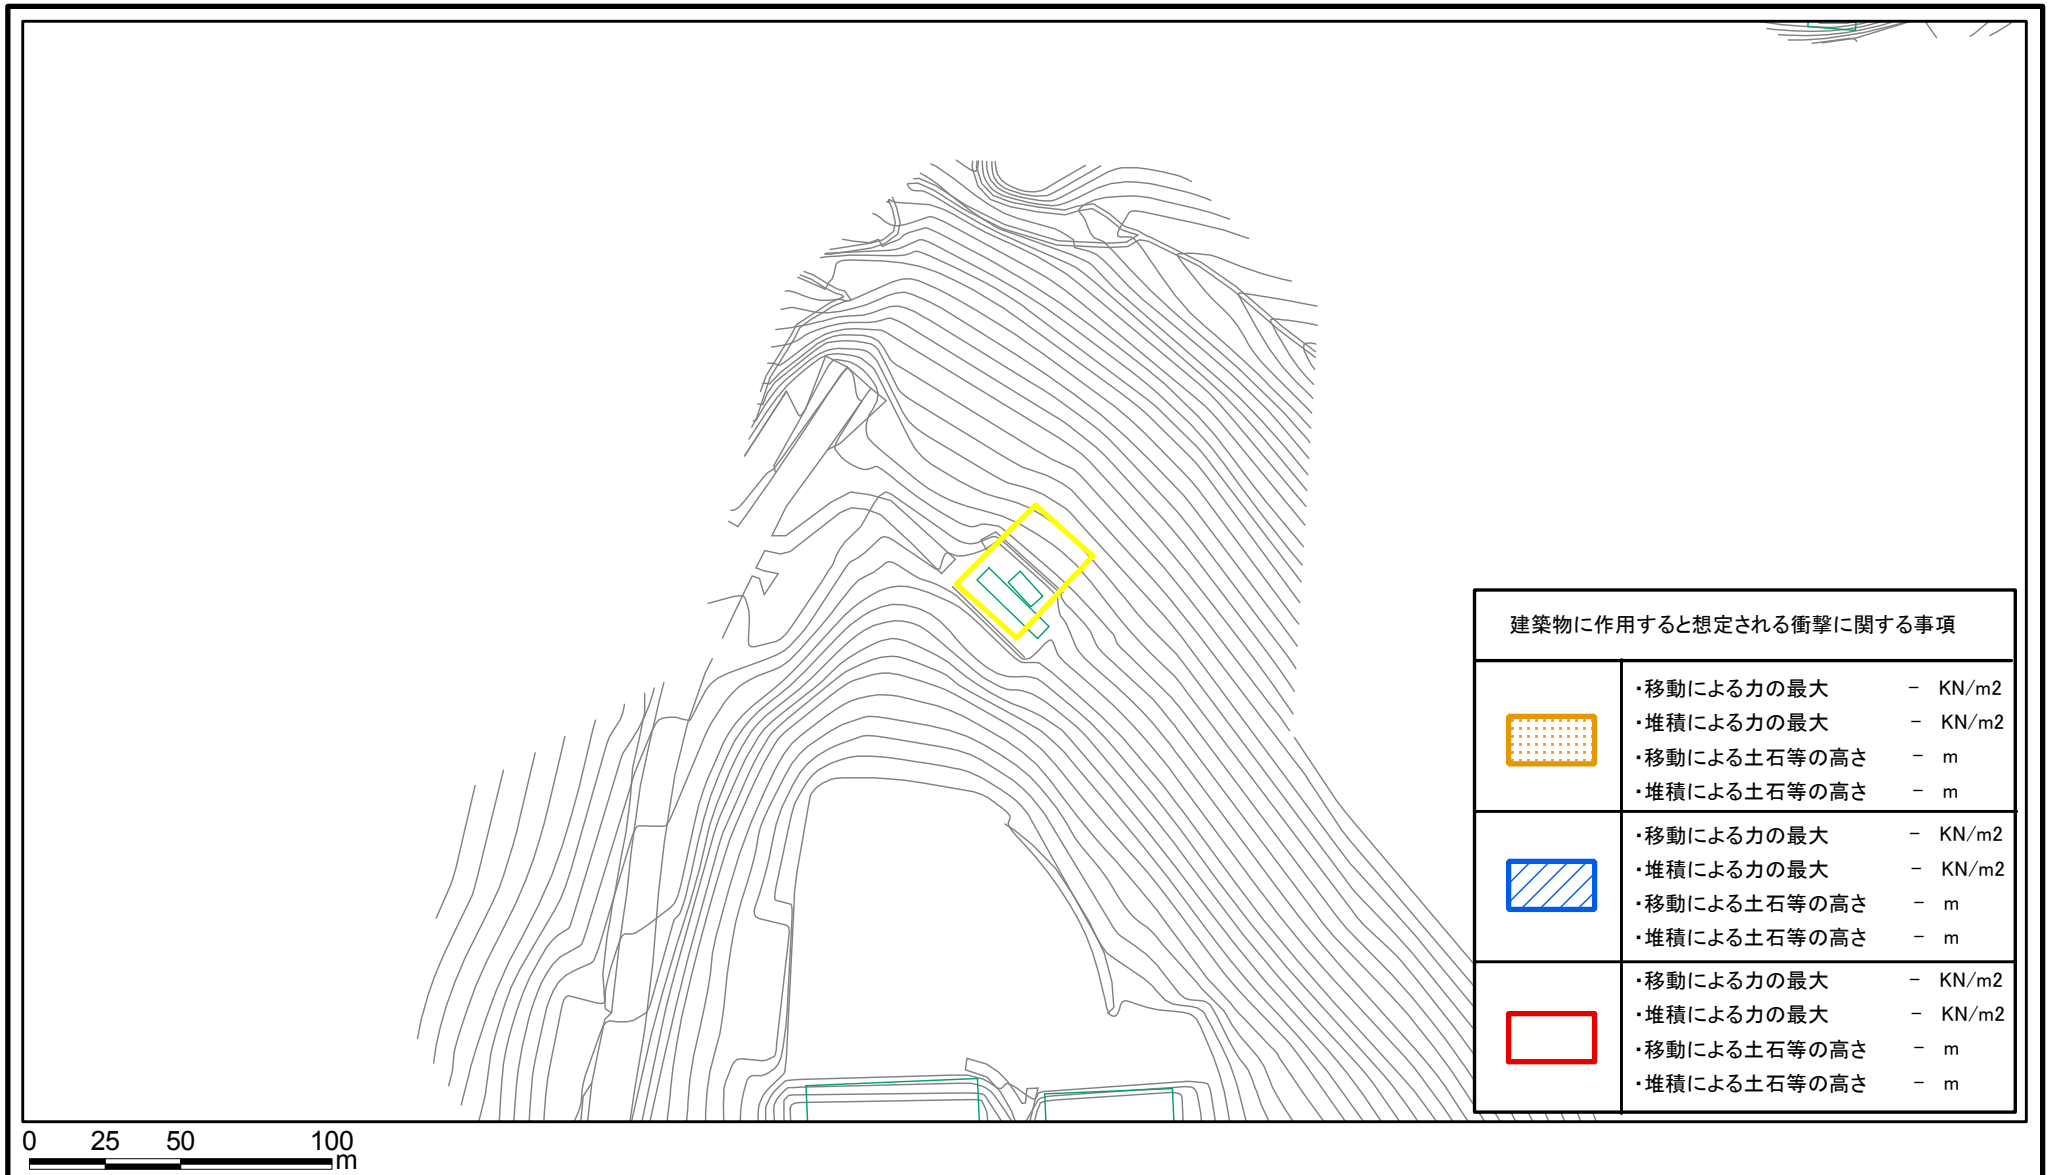 建築物に作用すると想定される衝撃に関する事項
・移動による力の最大 － KN/m2
・堆積による力の最大 － KN/m2
・移動による土石等の高さ － m
・堆積による土石等の高さ － m
・移動による力の最大 － KN/m2
・堆積による力の最大 － KN/m2
・移動による土石等の高さ － m
・堆積による土石等の高さ － m
・移動による力の最大 － KN/m2
・堆積による力の最大 － KN/m2
・移動による土石等の高さ － m
・堆積による土石等の高さ － m
0 25 50 100
m